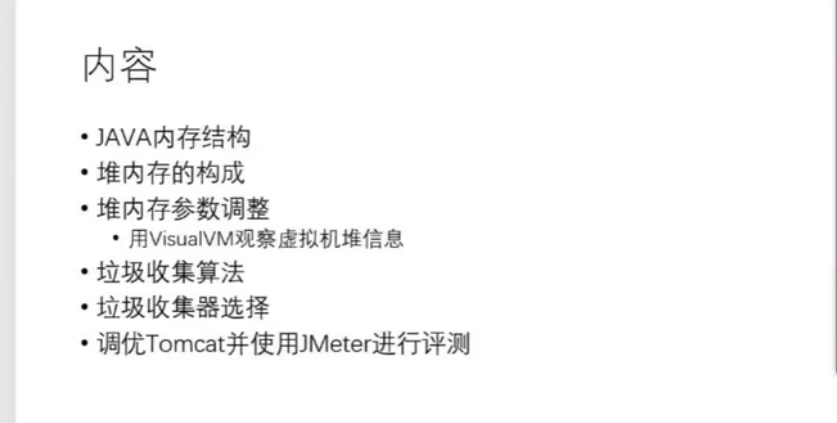 内容
• JAVA内存结构
• 堆内存的构成
• 堆内存参数调整
• 用VisualVM观察虚拟机堆信息
• 垃圾收集算法
• 垃圾收集器选择
• 调优Tomcat并使用JMeter进行评测